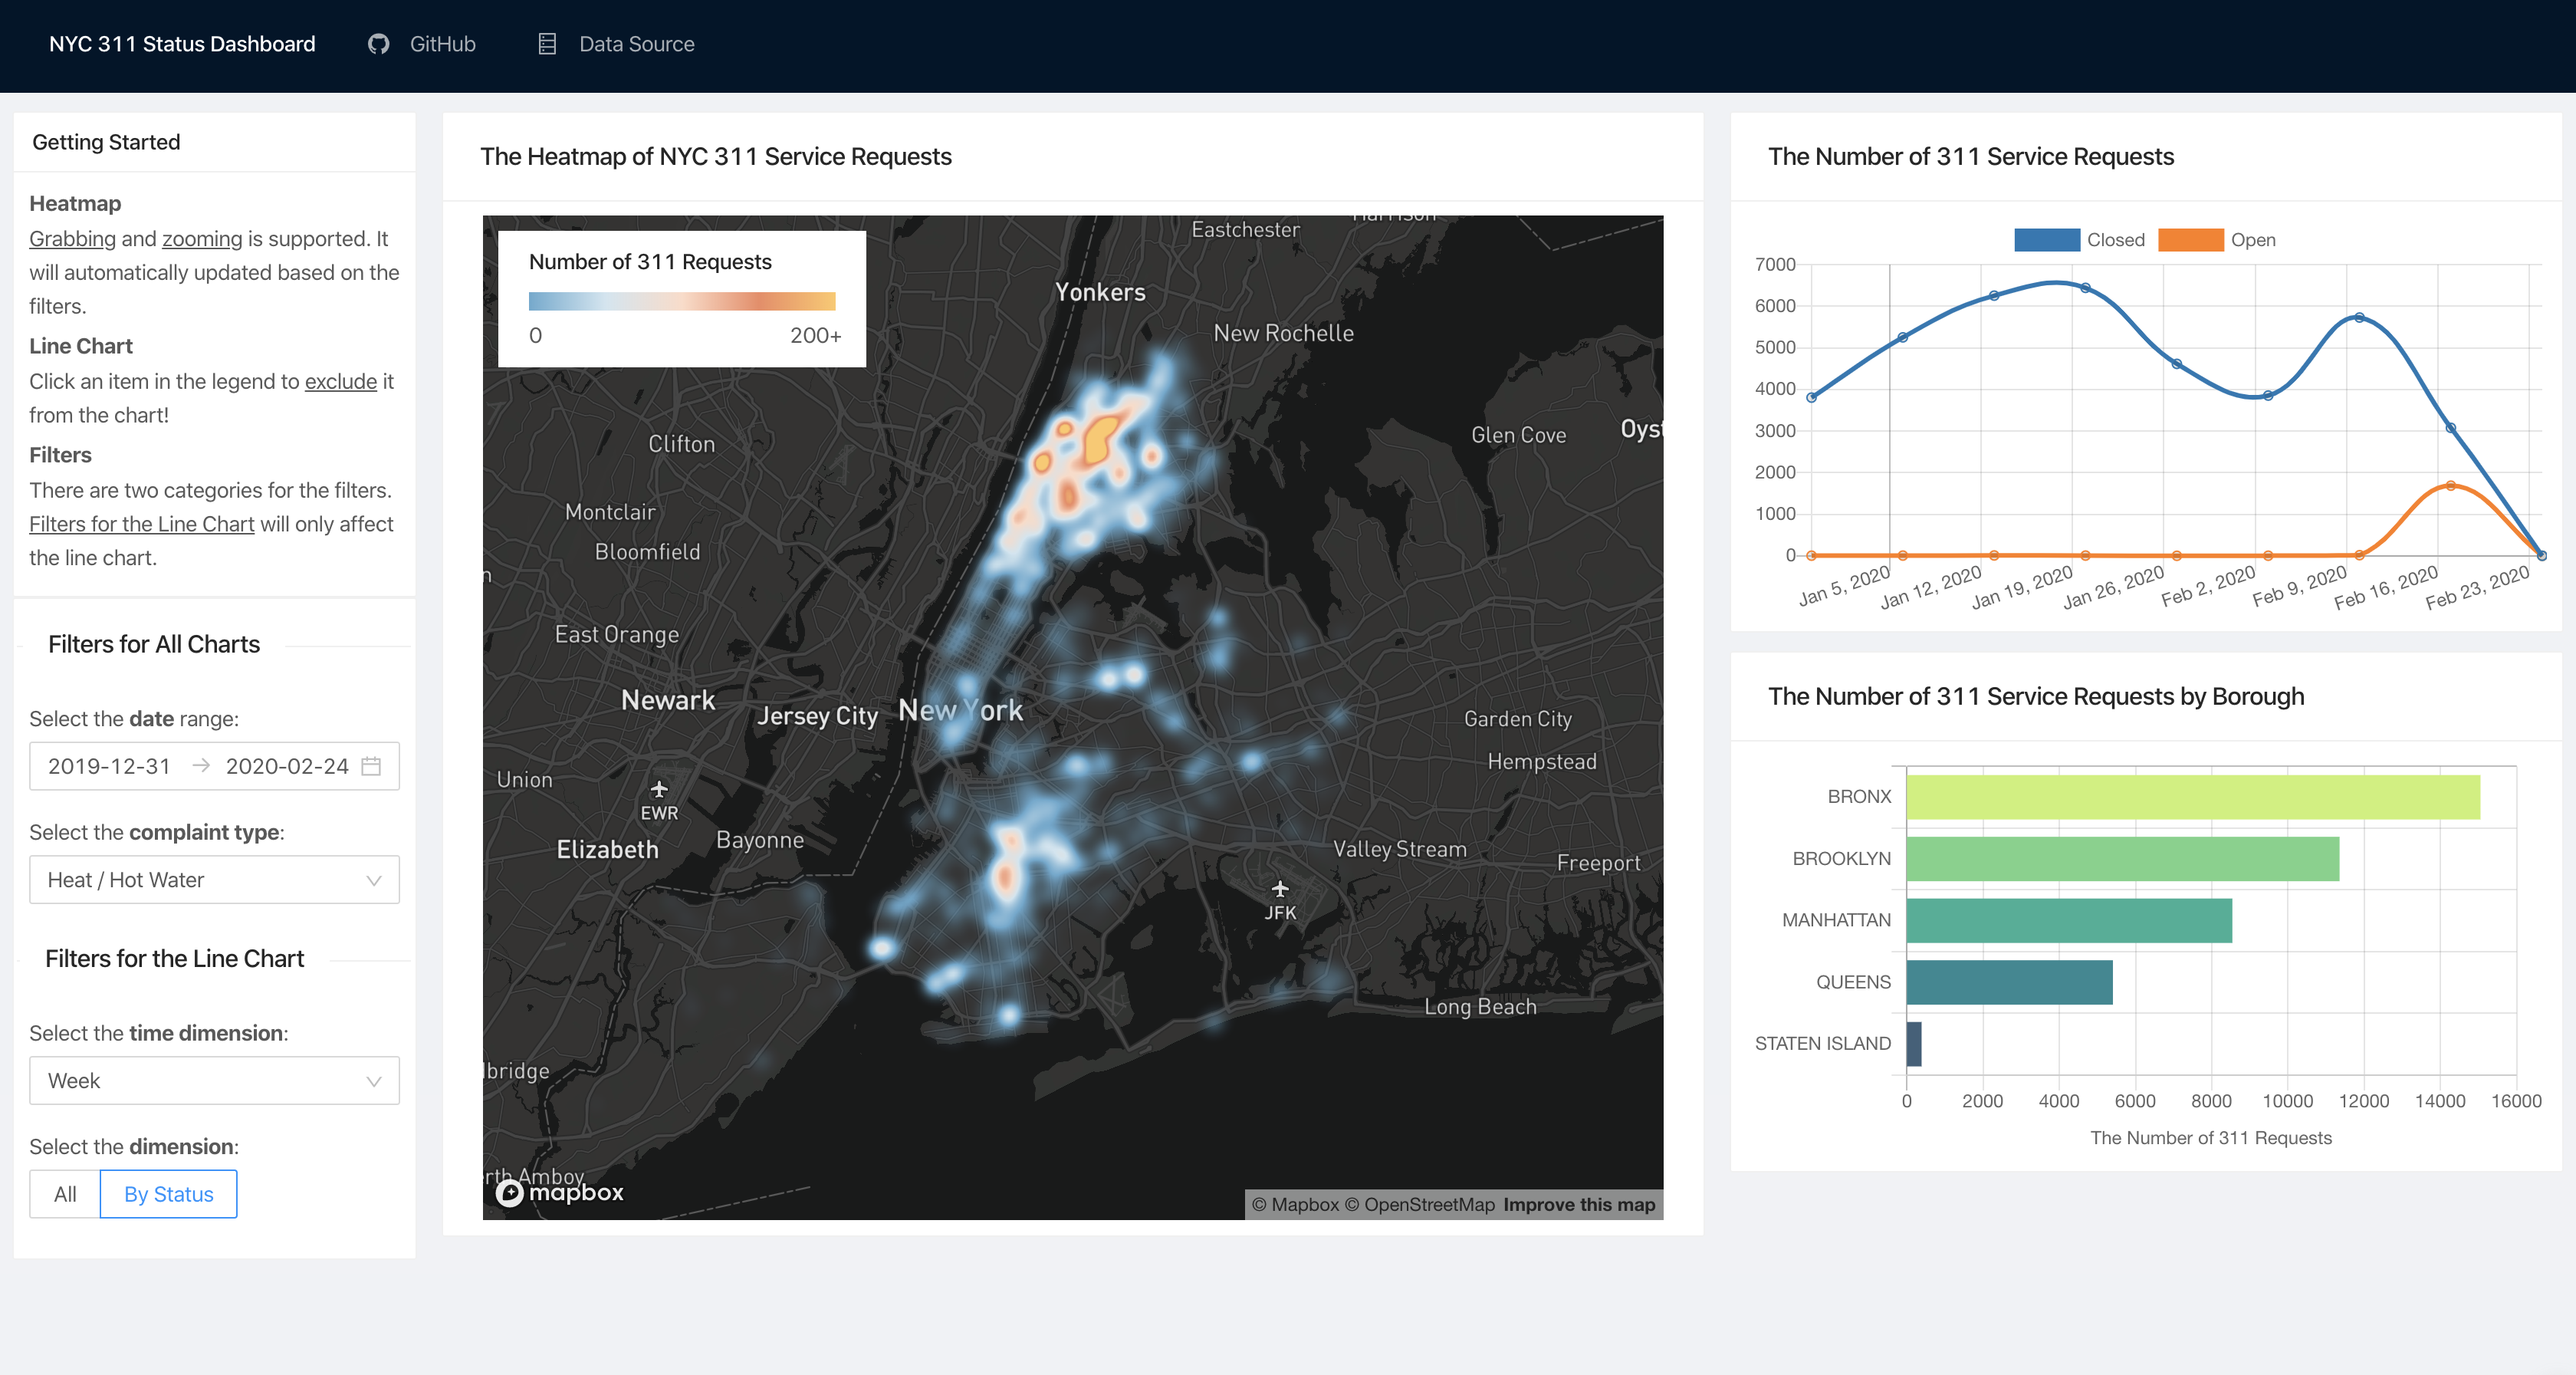 NYC 311 Status Dashboard
GitHub
Data Source
Getting Started
Heatmap
Grabbing and zooming is supported. It
will automatically updated based on the
filters.
Line Chart
Click an item in the legend to exclude it
from the chart!
Filters
There are two categories for the filters.
Filters for the Line Chart will only affect
the line chart.
Filters for All Charts
Select the date range:
2019-12-31 → 2020-02-24
Select the complaint type:
Heat / Hot Water
Filters for the Line Chart
Select the time dimension:
Week
Select the dimension:
All
By Status
The Heatmap of NYC 311 Service Requests
Number of 311 Requests
0
200+
Eastchester
Yonkers
New Rochelle
Clifton
Glen Cove
Montclair
Bloomfield
East Orange
Newark
Jersey City
New York
Garden City
Hempstead
Union
EWR
Elizabeth
Bayonne
Valley Stream
Freeport
JFK
Long Beach
lbridge
rth Amboy
mapbox
© Mapbox © OpenStreetMap Improve this map
The Number of 311 Service Requests
Closed
Open
7000
6000
5000
4000
3000
2000
1000
0
Jan 5, 2020
Jan 12, 2020
Jan 19, 2020
Jan 26, 2020
Feb 2, 2020
Feb 9, 2020
Feb 16, 2020
Feb 23, 2020
The Number of 311 Service Requests by Borough
BRONX
BROOKLYN
MANHATTAN
QUEENS
STATEN ISLAND
0
2000
4000
6000
8000
10000
12000
14000
16000
The Number of 311 Requests